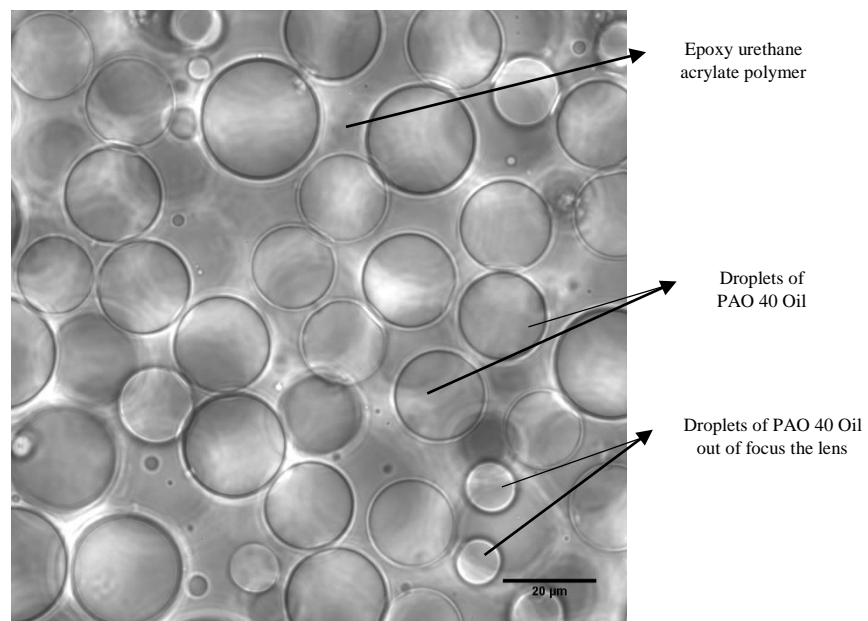 Epoxy urethane
acrylate polymer
Droplets of
PAO 40 Oil
Droplets of PAO 40 Oil
out of focus the lens
20 µm